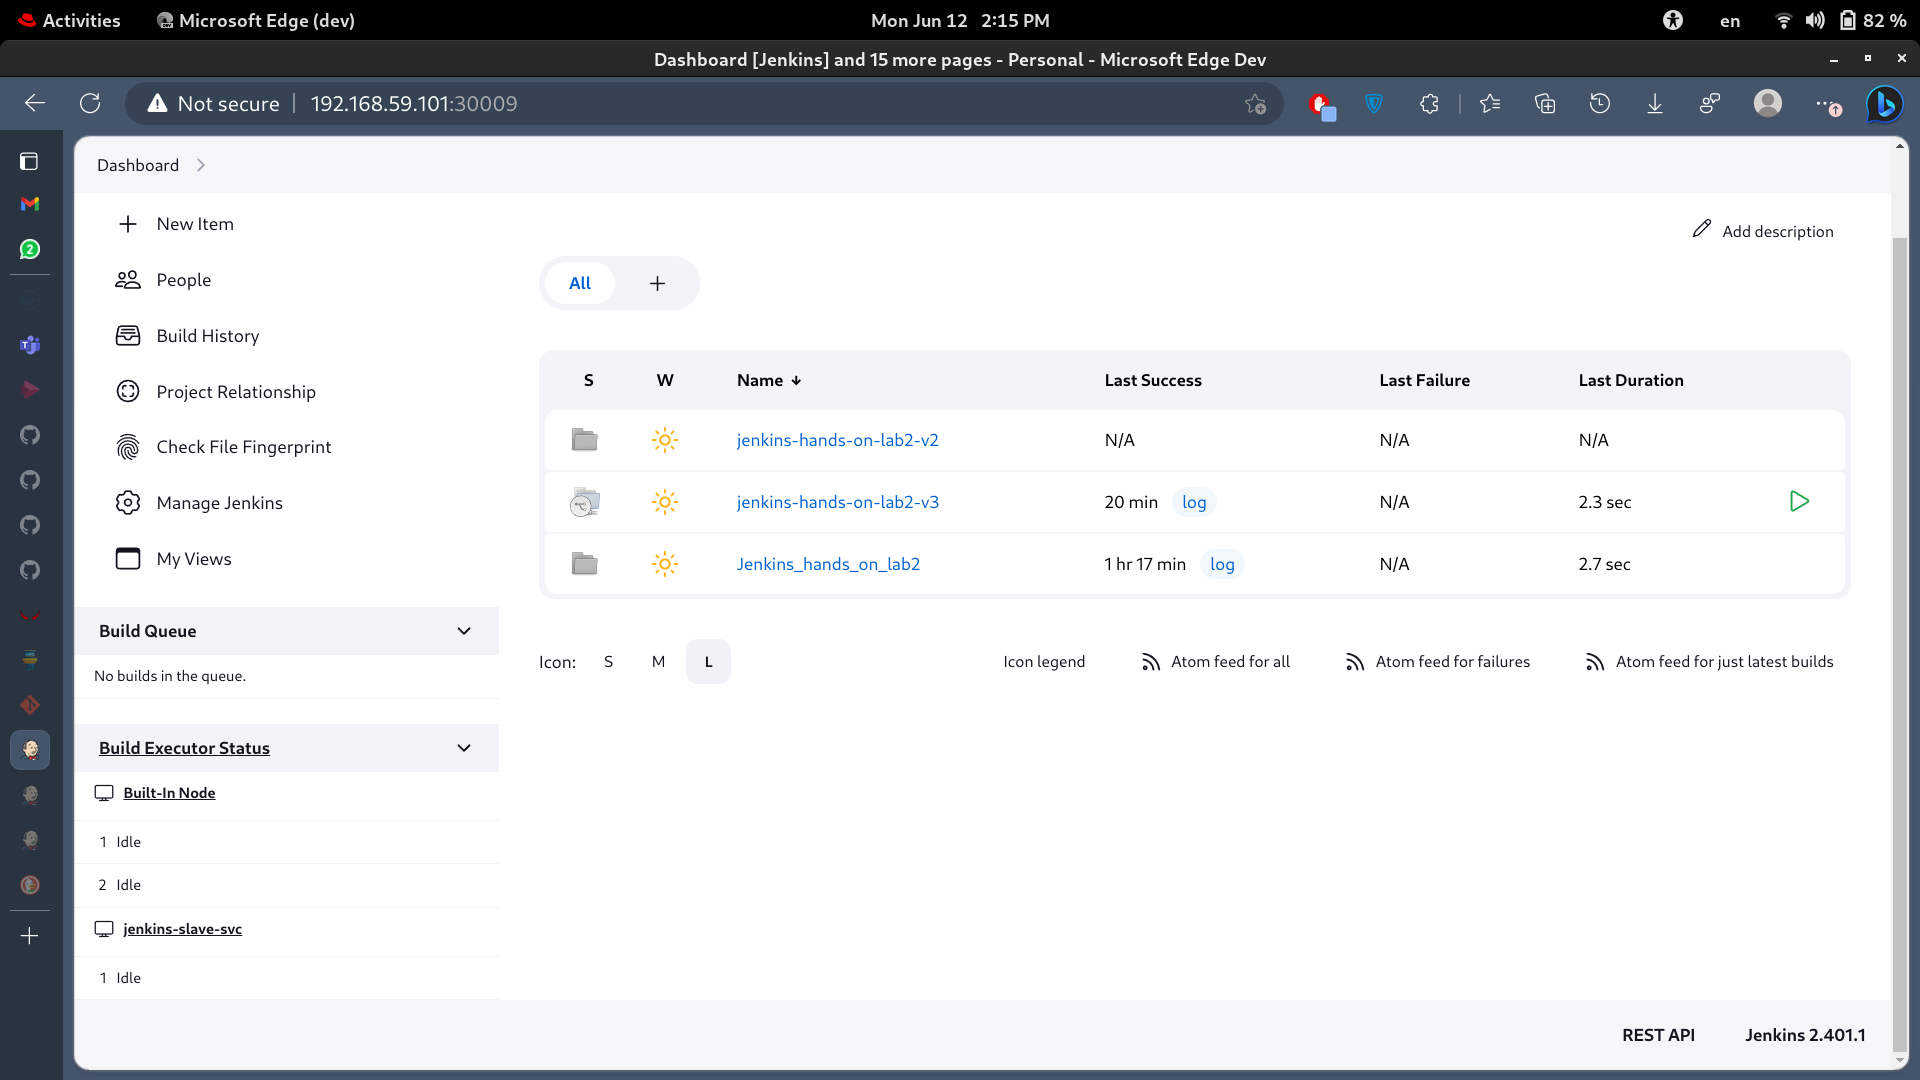 Activities Microsoft Edge (dev) Mon Jun 12 2:15 PM en 82 %
Dashboard [Jenkins] and 15 more pages - Personal - Microsoft Edge Dev
Not secure 192.168.59.101:30009
Dashboard
2
New Item
People
Build History
Project Relationship
Check File Fingerprint
Manage Jenkins
My Views
Build Queue
No builds in the queue.
Build Executor Status
Built-In Node
1 Idle
2 Idle
jenkins-slave-svc
1 Idle
Add description
All +
S W Name ↓ Last Success Last Failure Last Duration
jenkins-hands-on-lab2-v2 N/A N/A N/A
jenkins-hands-on-lab2-v3 20 min log N/A 2.3 sec
Jenkins_hands_on_lab2 1 hr 17 min log N/A 2.7 sec
Icon: S M L Icon legend Atom feed for all Atom feed for failures Atom feed for just latest builds
REST API Jenkins 2.401.1